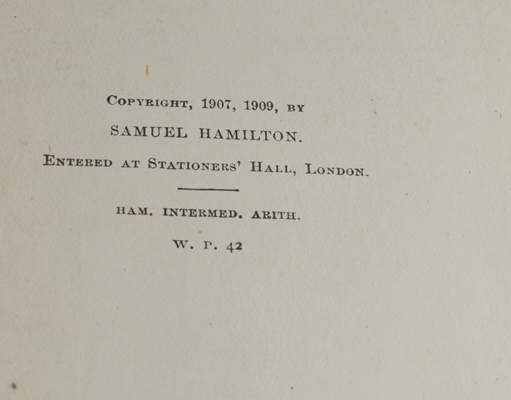 Copyright, 1907, 1909, by
SAMUEL HAMILTON.
Entered at Stationers' Hall, London.
HAM. INTERMED. ARITH.
W. P. 42